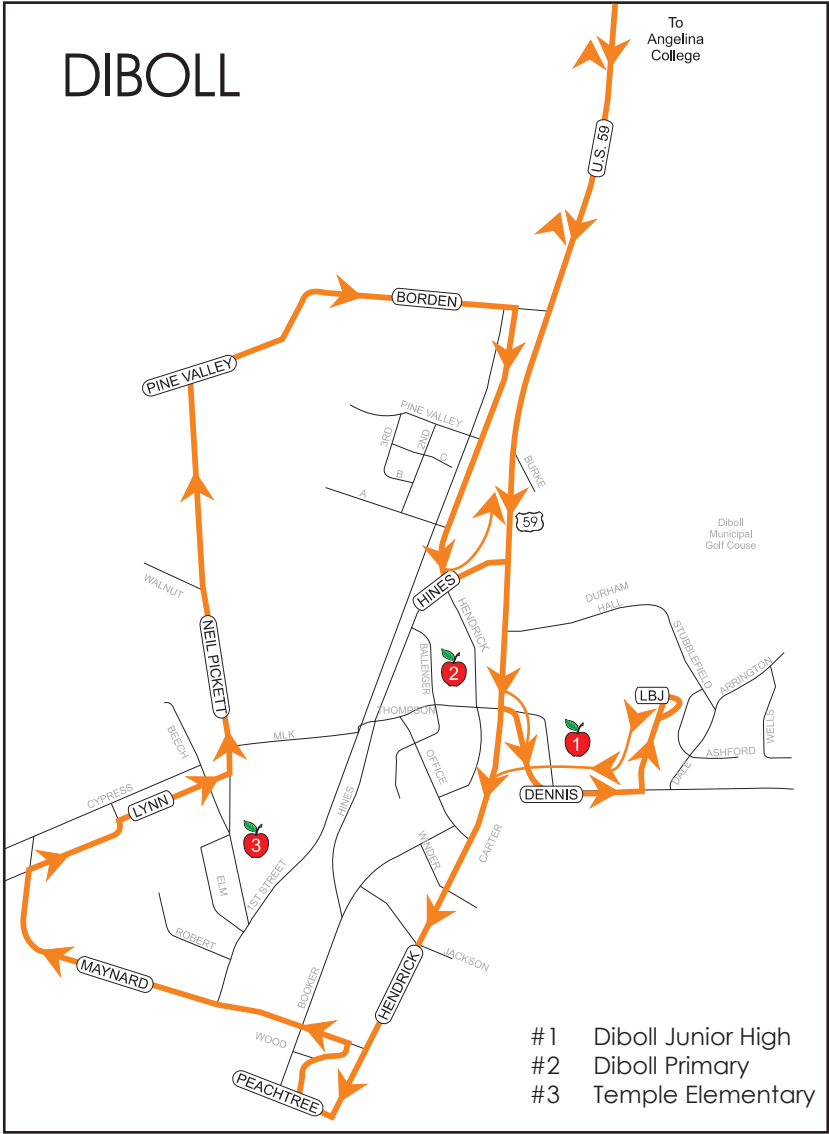 DIBOLL
To
Angelina
College
U.S. 59
BORDEN
PINE VALLEY
PINE VALLEY
3RD
2ND
C
B
A
BURKE
59
Diboll
Municipal
Golf Couse
WALNUT
HINES
HENDRICK
DURHAM
HALL
STUBBLEFIELD
NEIL PICKETT
BALLENGER
2
LBJ
ARRINGTON
WELLS
BEECH
MLK
THOMPSON
1
OFFICE
ASHFORD
DALE
CYPRESS
LYNN
DENNIS
HINES
3
WINDER
CARTER
ELM
1ST STREET
ROBERT
MAYNARD
JACKSON
HENDRICK
BOOKER
WOOD
PEACHTREE
#1 Diboll Junior High
#2 Diboll Primary
#3 Temple Elementary